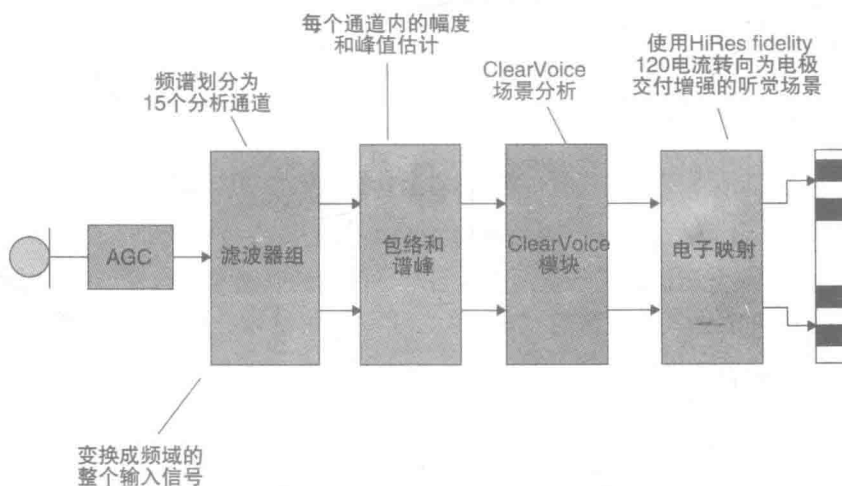 每个通道内的幅度
和峰值估计
使用HiRes fidelity
120电流转向为电极
交付增强的听觉场景
ClearVoice
场景分析
频谱划分为
15个分析通道
AGC
滤波器组
包络和
谱峰
ClearVoice
模块
电子映射
变换成频域的
整个输入信号